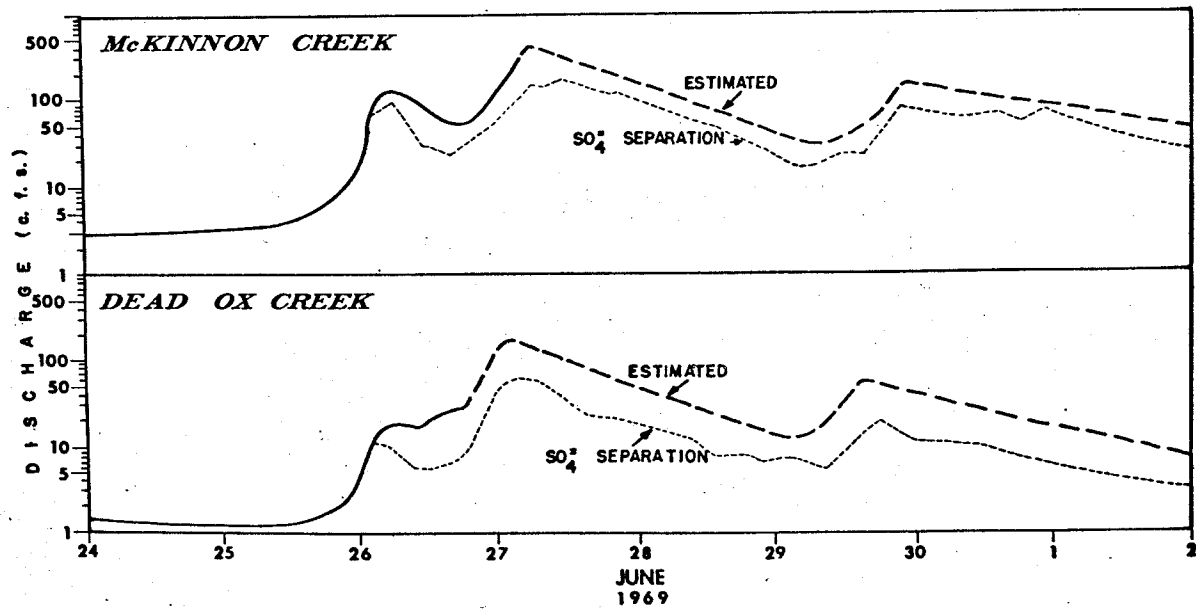 McKINNON CREEK
500
100
50
10
5
1
ESTIMATED
SO₄⁼ SEPARATION
DISCHARGE (c. f. s.)
DEAD OX CREEK
500
100
50
10
5
1
ESTIMATED
SO₄⁼ SEPARATION
24 25 26 27 28 29 30 1 2
JUNE
1969